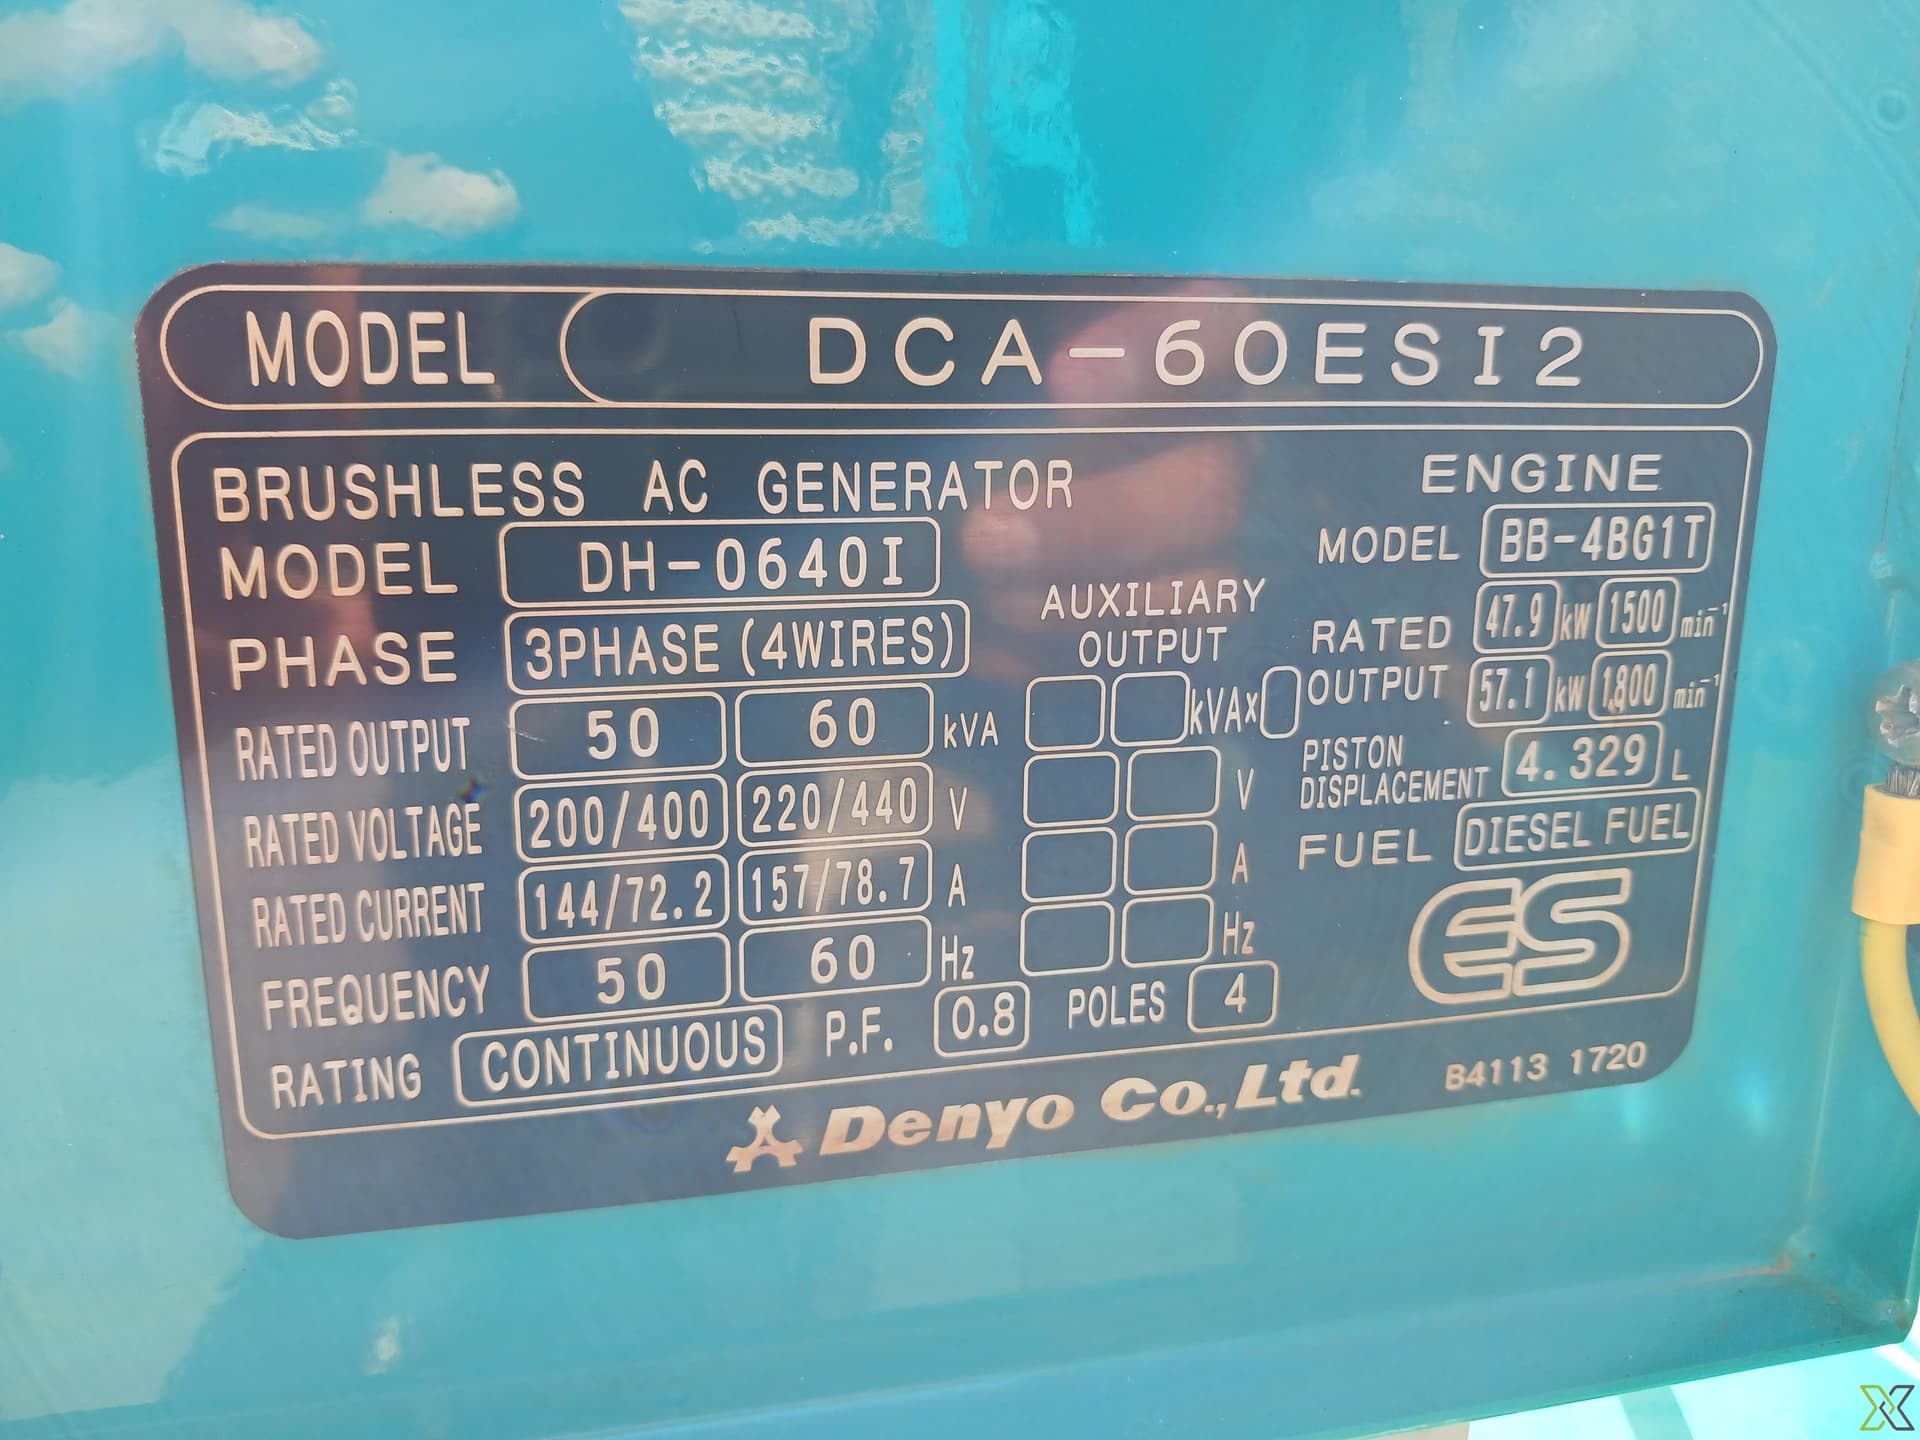 MODEL DCA-60ESI2
BRUSHLESS AC GENERATOR
MODEL DH-0640I
PHASE 3PHASE (4WIRES)
RATED OUTPUT 50 60 kVA
RATED VOLTAGE 200/400 220/440 V
RATED CURRENT 144/72.2 157/78.7 A
FREQUENCY 50 60 Hz
RATING CONTINUOUS P.F. 0.8 POLES 4
AUXILIARY
OUTPUT
kVAx
V
A
Hz
ENGINE
MODEL BB-4BG1T
RATED 47.9 kW 1500 min⁻¹
OUTPUT 57.1 kW 1,800 min⁻¹
PISTON
DISPLACEMENT 4.329 L
FUEL DIESEL FUEL
ES
Denyo Co.,Ltd. B4113 1720